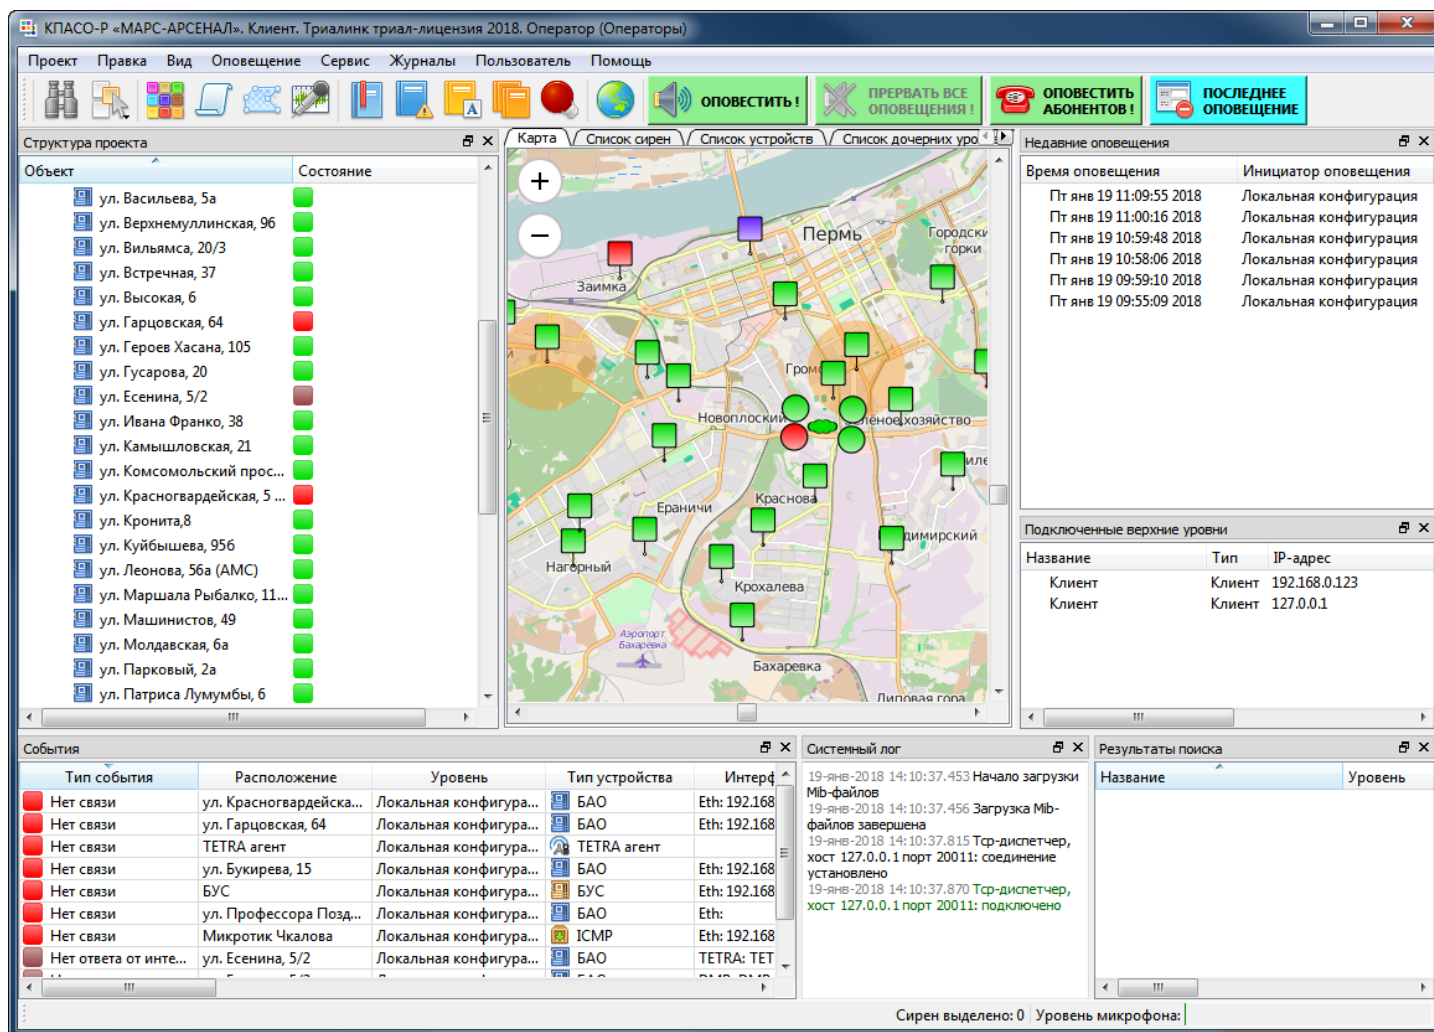 КПАСО-Р «МАРС-АРСЕНАЛ». Клиент. Триалинк триал-лицензия 2018. Оператор (Операторы)
Проект Правка Вид Оповещение Сервис Журналы Пользователь Помощь
ОПОВЕСТИТЬ !
ПРЕРВАТЬ ВСЕ
ОПОВЕЩЕНИЯ !
ОПОВЕСТИТЬ
АБОНЕНТОВ !
ПОСЛЕДНЕЕ
ОПОВЕЩЕНИЕ
Структура проекта
Объект Состояние
ул. Васильева, 5а
ул. Верхнемуллинская, 96
ул. Вильямса, 20/3
ул. Встречная, 37
ул. Высокая, 6
ул. Гарцовская, 64
ул. Героев Хасана, 105
ул. Гусарова, 20
ул. Есенина, 5/2
ул. Ивана Франко, 38
ул. Камышловская, 21
ул. Комсомольский прос...
ул. Красногвардейская, 5 ...
ул. Кронита,8
ул. Куйбышева, 95б
ул. Леонова, 56а (АМС)
ул. Маршала Рыбалко, 11...
ул. Машинистов, 49
ул. Молдавская, 6а
ул. Парковый, 2а
ул. Патриса Лумумбы, 6
Карта Список сирен Список устройств Список дочерних уро
+
−
Пермь
Городски
горки
Заимка
и
Громо
Новоплоский
елёное хозяйство
иле
Краснова
Ераничи
димирский
Нагорный
Крохалева
Аэропорт
Бахаревка
Бахаревка
Липовая гора
Недавние оповещения
Время оповещения Инициатор оповещения
Пт янв 19 11:09:55 2018 Локальная конфигурация
Пт янв 19 11:00:16 2018 Локальная конфигурация
Пт янв 19 10:59:48 2018 Локальная конфигурация
Пт янв 19 10:58:06 2018 Локальная конфигурация
Пт янв 19 09:59:10 2018 Локальная конфигурация
Пт янв 19 09:55:09 2018 Локальная конфигурация
Подключенные верхние уровни
Название Тип IP-адрес
Клиент Клиент 192.168.0.123
Клиент Клиент 127.0.0.1
События
Тип события Расположение Уровень Тип устройства Интерф
Нет связи ул. Красногвардейска... Локальная конфигура... БАО Eth: 192.168
Нет связи ул. Гарцовская, 64 Локальная конфигура... БАО Eth: 192.168
Нет связи TETRA агент Локальная конфигура... TETRA агент
Нет связи ул. Букирева, 15 Локальная конфигура... БАО Eth: 192.168
Нет связи БУС Локальная конфигура... БУС Eth: 192.168
Нет связи ул. Профессора Позд... Локальная конфигура... БАО Eth:
Нет связи Микротик Чкалова Локальная конфигура... ICMP Eth: 192.168
Нет ответа от инте... ул. Есенина, 5/2 Локальная конфигура... БАО TETRA: TET
Системный лог
19-янв-2018 14:10:37.453 Начало загрузки
Mib-файлов
19-янв-2018 14:10:37.456 Загрузка Mib-
файлов завершена
19-янв-2018 14:10:37.815 Tcp-диспетчер,
хост 127.0.0.1 порт 20011: соединение
установлено
19-янв-2018 14:10:37.870 Tcp-диспетчер,
хост 127.0.0.1 порт 20011: подключено
Результаты поиска
Название Уровень
Сирен выделено: 0 Уровень микрофона: